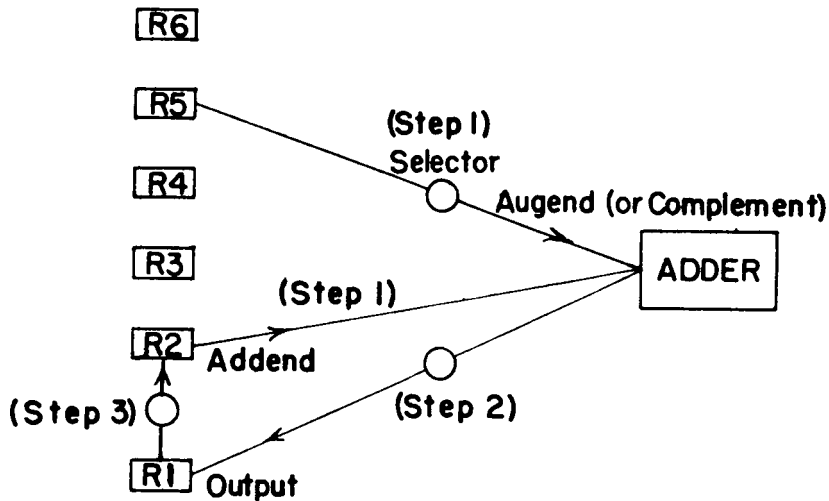 R6
R5
(Step 1)
Selector
R4
Augend (or Complement)
R3
ADDER
(Step 1)
R2
Addend
(Step 3)
(Step 2)
R1
Output